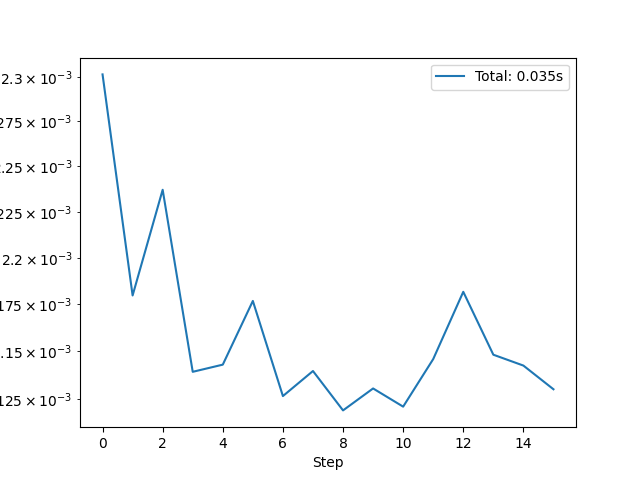 2.3 × 10⁻³
275 × 10⁻³
.25 × 10⁻³
225 × 10⁻³
2.2 × 10⁻³
175 × 10⁻³
.15 × 10⁻³
125 × 10⁻³
0 2 4 6 8 10 12 14
Step
Total: 0.035s